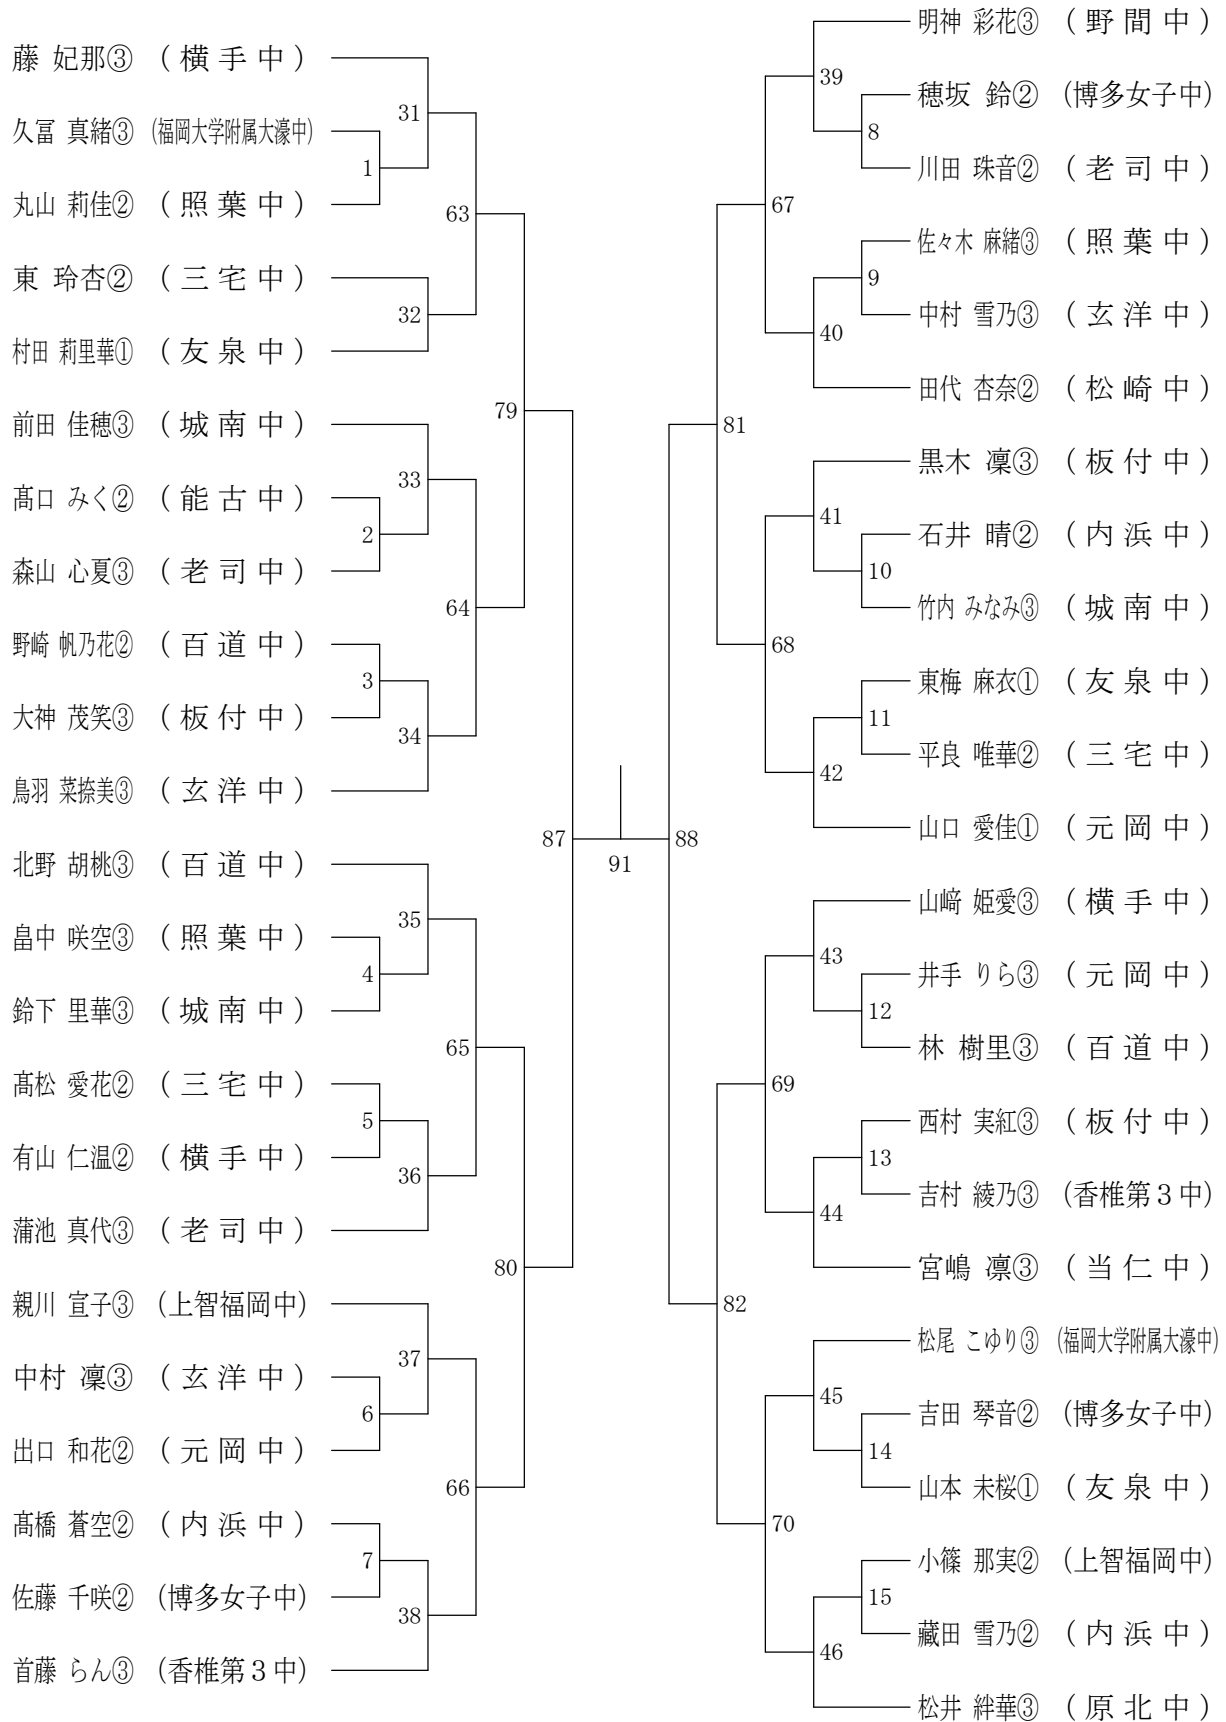 藤 妃那③ (横手中)
久冨 真緒③ (福岡大学附属大濠中)
丸山 莉佳② (照葉中)
東 玲杏② (三宅中)
村田 莉里華① (友泉中)
前田 佳穂③ (城南中)
髙口 みく② (能古中)
森山 心夏③ (老司中)
野崎 帆乃花② (百道中)
大神 茂笑③ (板付中)
鳥羽 菜捺美③ (玄洋中)
北野 胡桃③ (百道中)
畠中 咲空③ (照葉中)
鈴下 里華③ (城南中)
髙松 愛花② (三宅中)
有山 仁温② (横手中)
蒲池 真代③ (老司中)
親川 宣子③ (上智福岡中)
中村 凜③ (玄洋中)
出口 和花② (元岡中)
髙橋 蒼空② (内浜中)
佐藤 千咲② (博多女子中)
首藤 らん③ (香椎第3中)
31
1
63
32
79
33
2
64
3
34
87
35
4
65
5
36
80
37
6
66
7
38
91
88
明神 彩花③ (野間中)
穂坂 鈴② (博多女子中)
川田 珠音② (老司中)
佐々木 麻緒③ (照葉中)
中村 雪乃③ (玄洋中)
田代 杏奈② (松崎中)
黒木 凜③ (板付中)
石井 晴② (内浜中)
竹内 みなみ③ (城南中)
東梅 麻衣① (友泉中)
平良 唯華② (三宅中)
山口 愛佳① (元岡中)
山﨑 姫愛③ (横手中)
井手 りら③ (元岡中)
林 樹里③ (百道中)
西村 実紅③ (板付中)
吉村 綾乃③ (香椎第3中)
宮嶋 凛③ (当仁中)
松尾 こゆり③ (福岡大学附属大濠中)
吉田 琴音② (博多女子中)
山本 未桜① (友泉中)
小篠 那実② (上智福岡中)
藏田 雪乃② (内浜中)
松井 絆華③ (原北中)
39
8
67
9
40
81
41
10
68
11
42
43
12
69
13
44
82
45
14
70
15
46